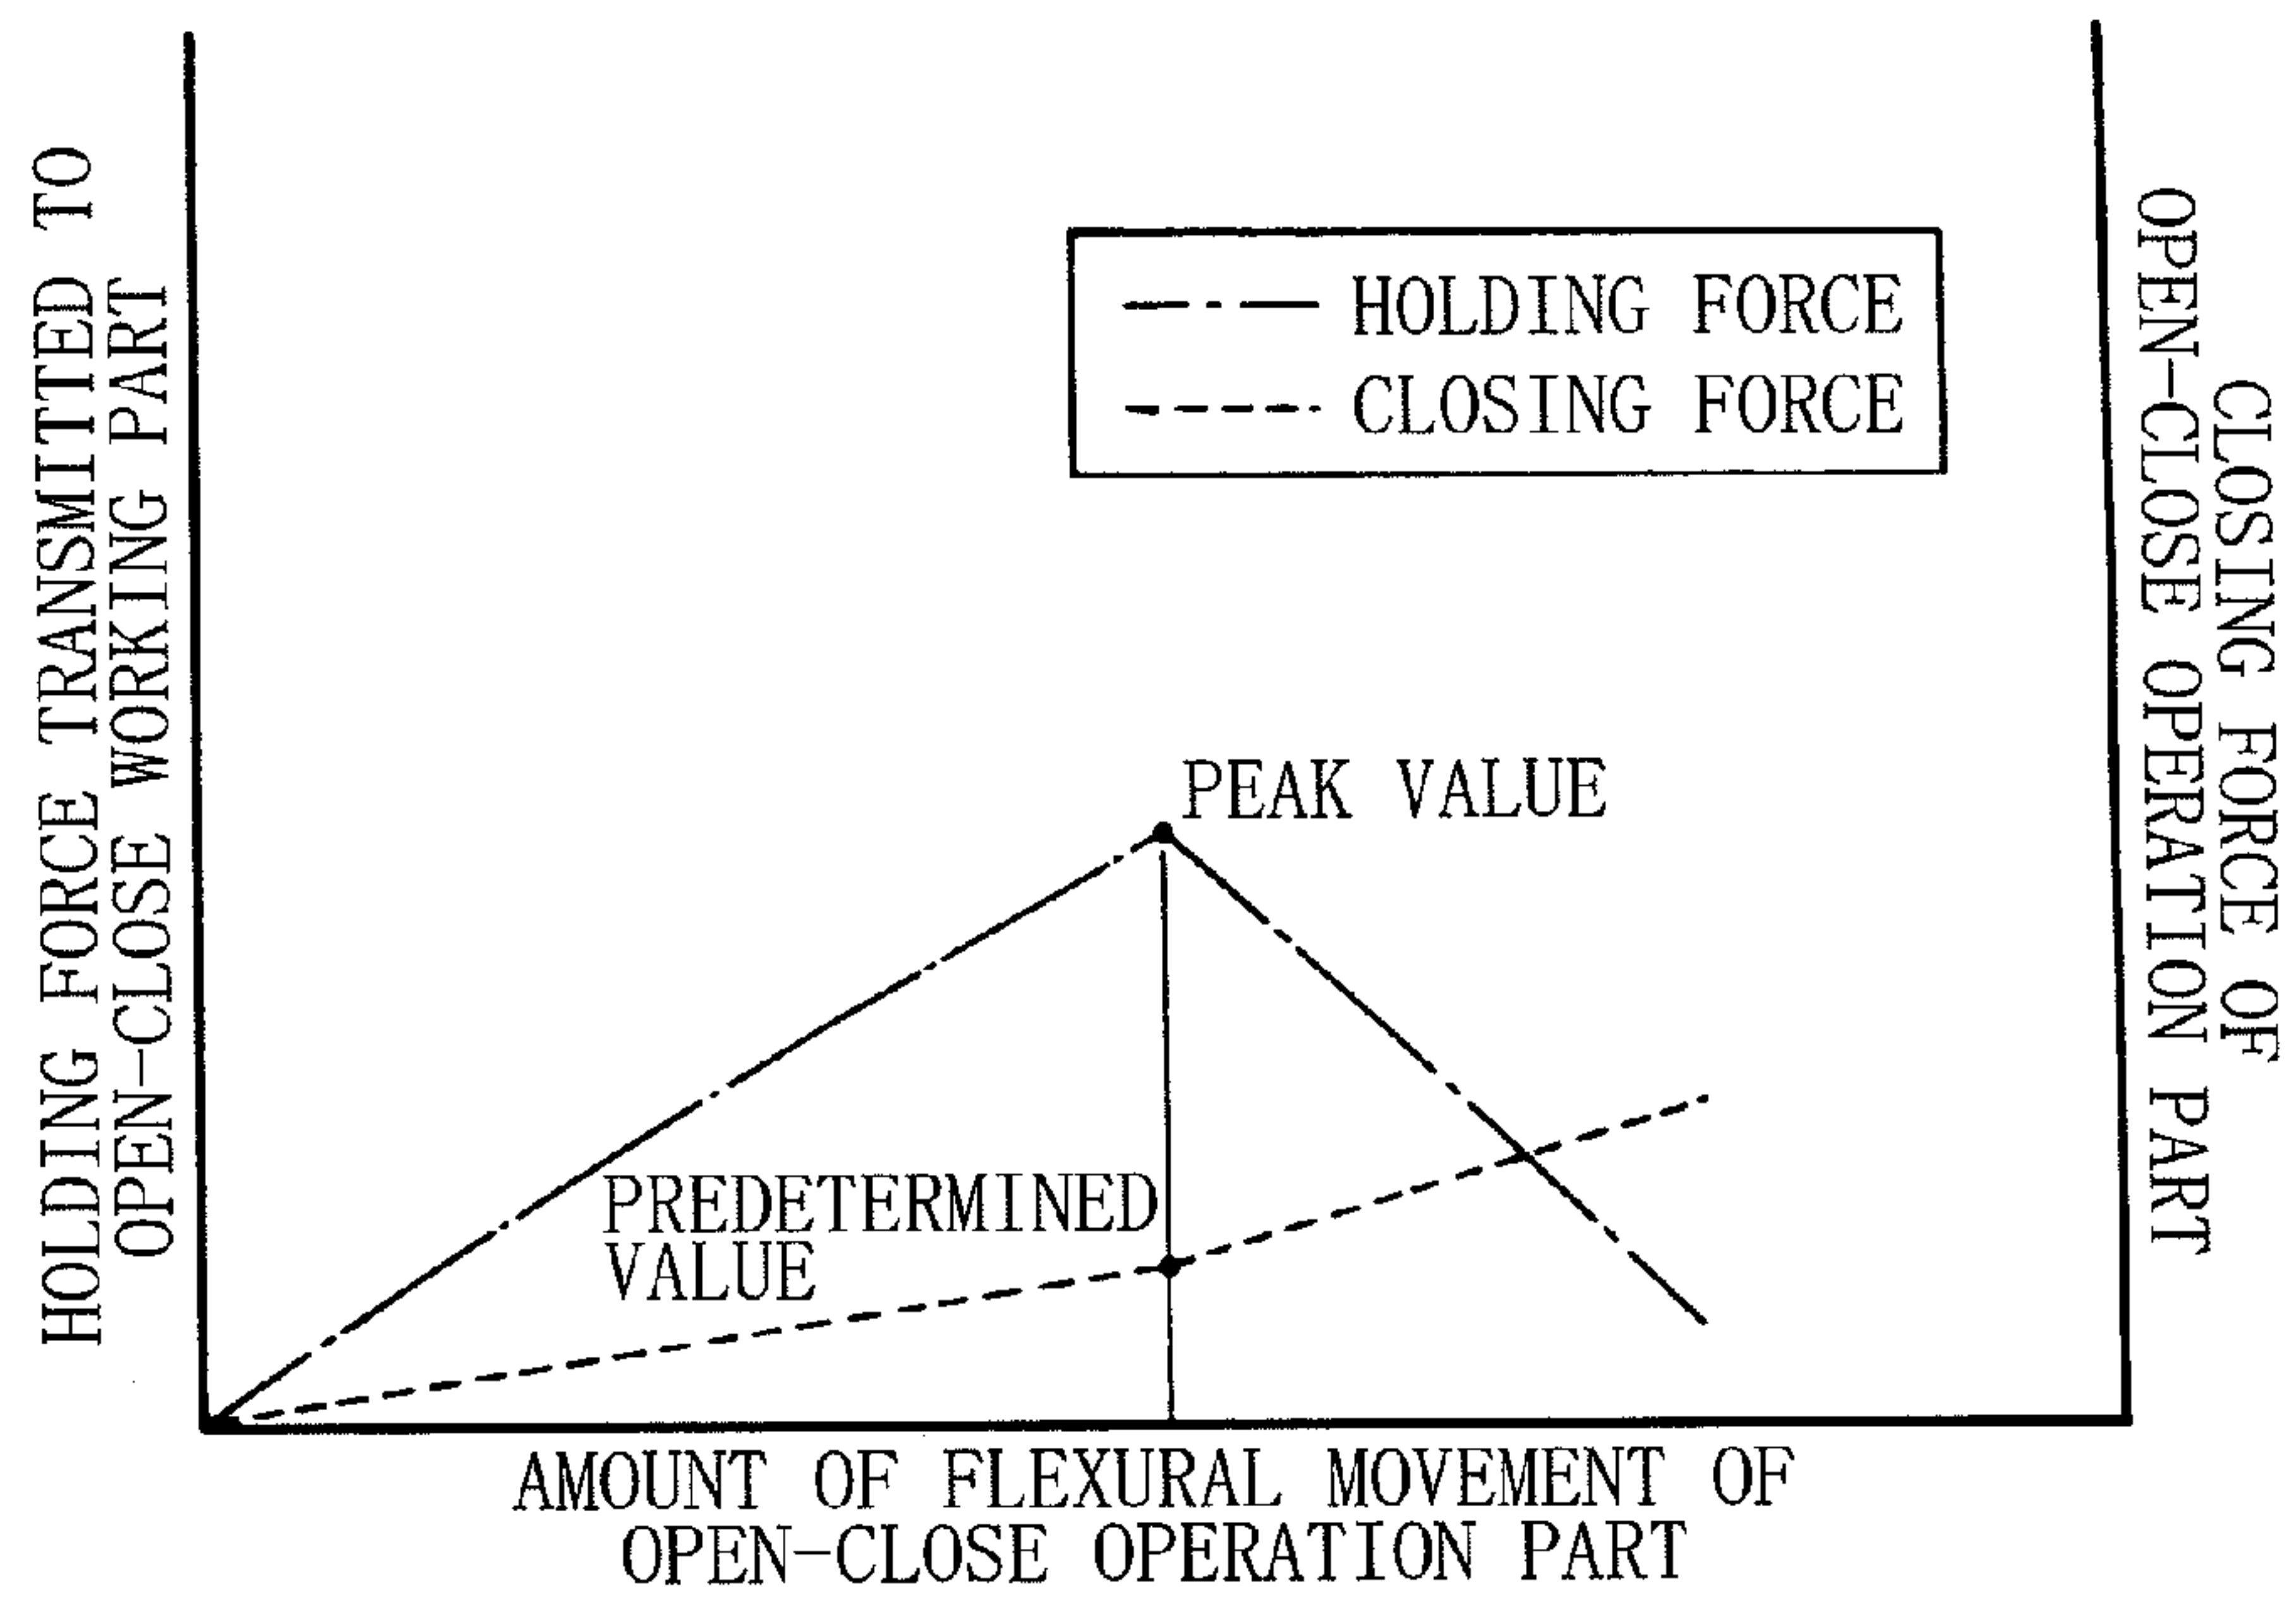 HOLDING FORCE TRANSMITTED TO
OPEN-CLOSE WORKING PART
HOLDING FORCE
CLOSING FORCE
PEAK VALUE
PREDETERMINED
VALUE
CLOSING FORCE OF
OPEN-CLOSE OPERATION PART
AMOUNT OF FLEXURAL MOVEMENT OF
OPEN-CLOSE OPERATION PART